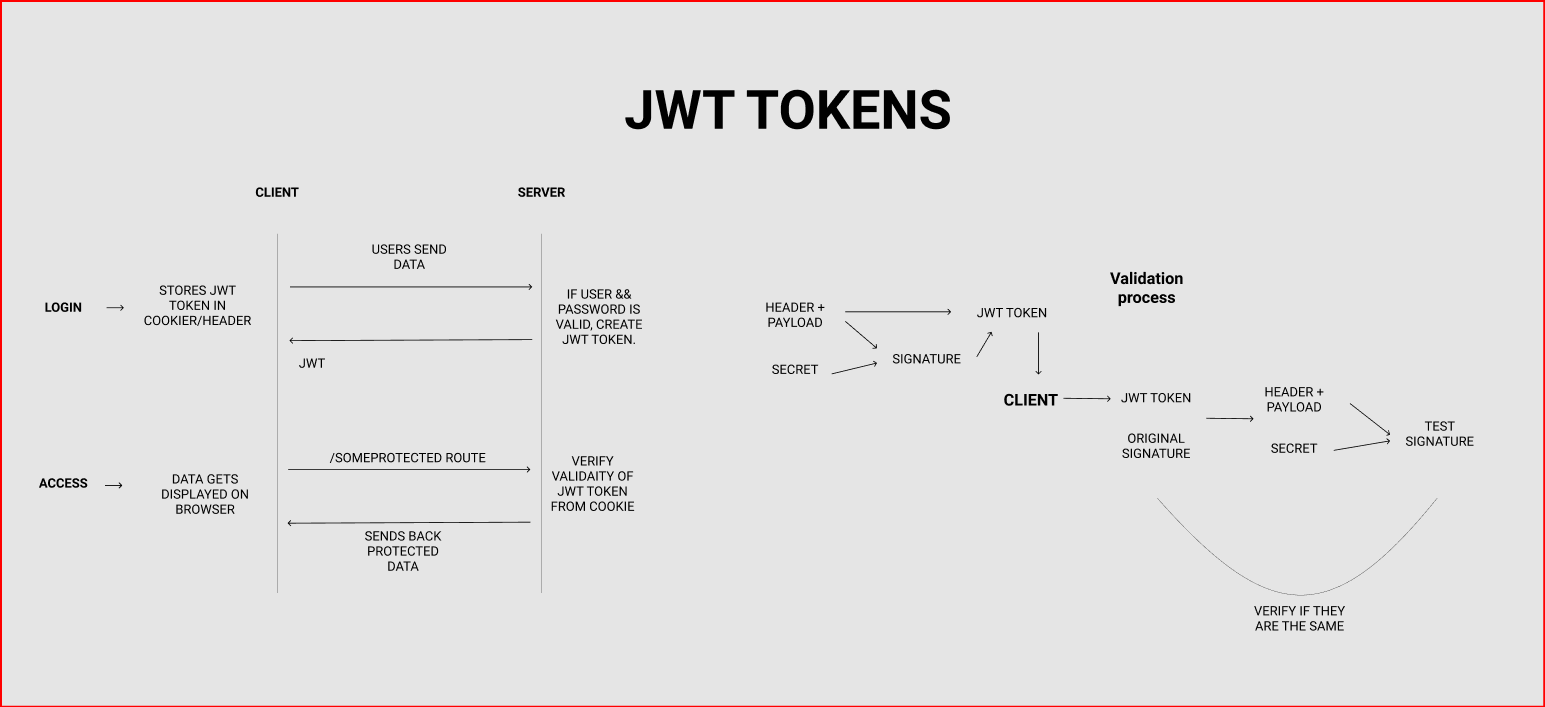 JWT TOKENS
CLIENT
SERVER
USERS SEND
DATA
LOGIN
STORES JWT
TOKEN IN
COOKIER/HEADER
IF USER &&
PASSWORD IS
VALID, CREATE
JWT TOKEN.
JWT
ACCESS
DATA GETS
DISPLAYED ON
BROWSER
/SOMEPROTECTED ROUTE
VERIFY
VALIDAITY OF
JWT TOKEN
FROM COOKIE
SENDS BACK
PROTECTED
DATA
Validation
process
HEADER +
PAYLOAD
SECRET
SIGNATURE
JWT TOKEN
CLIENT
JWT TOKEN
ORIGINAL
SIGNATURE
HEADER +
PAYLOAD
SECRET
TEST
SIGNATURE
VERIFY IF THEY
ARE THE SAME